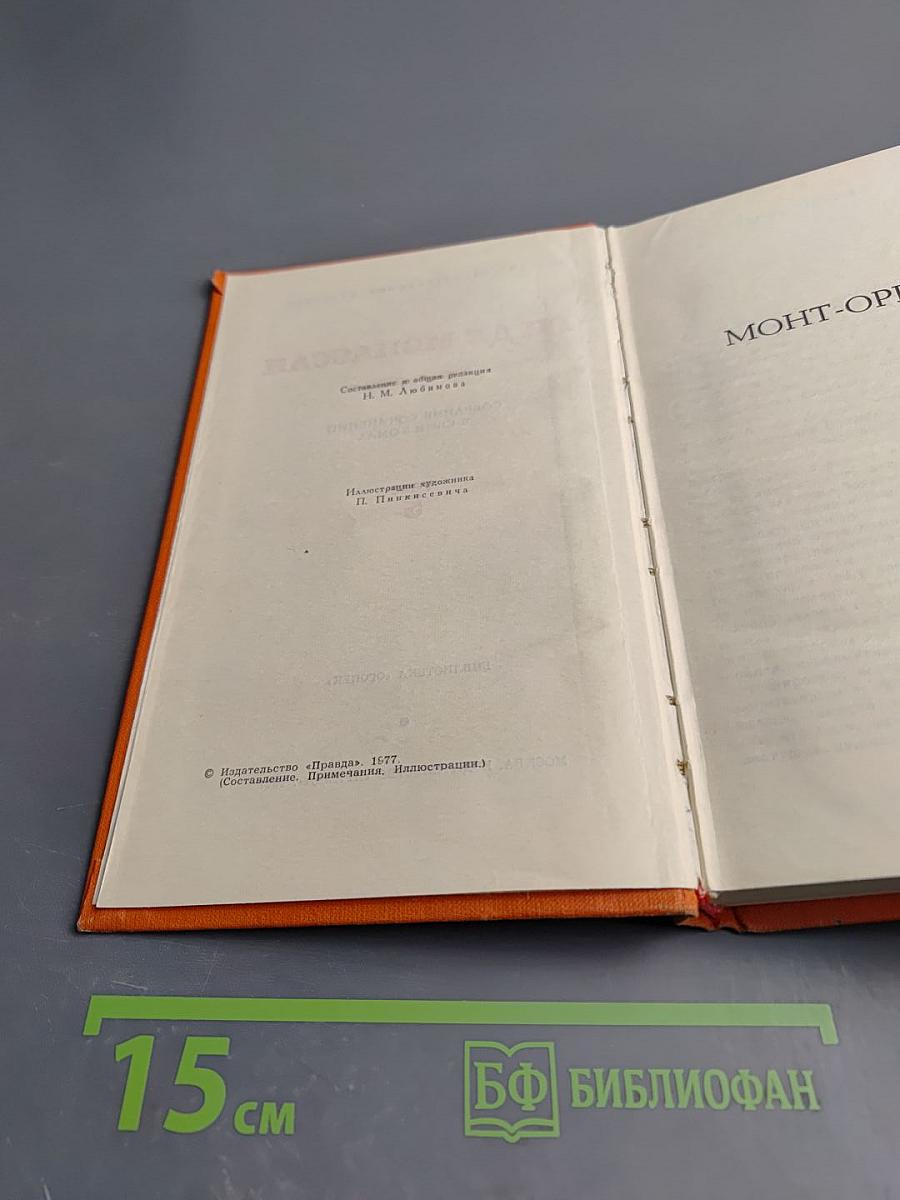 Составление и общая редакция
Н. М. Любимова
Иллюстрации художника
П. Пинкисевича
© Издательство «Правда». 1977.
(Составление. Примечания. Иллюстрации.)
МОНТ-ОР
15 см
БФ БИБЛИОФАН